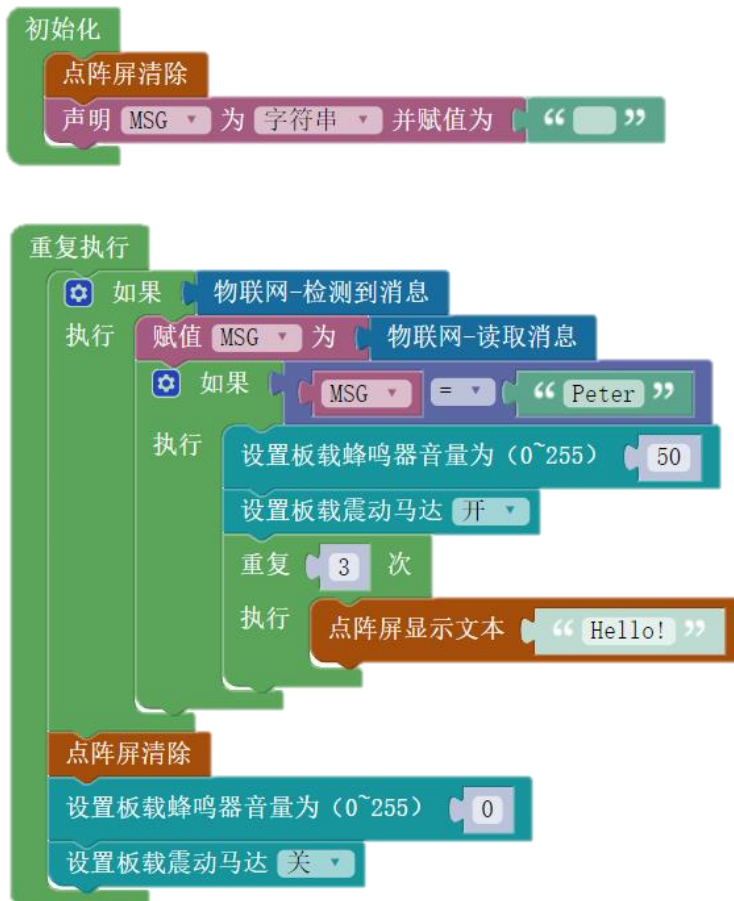 初始化
点阵屏清除
声明 MSG 为 字符串 并赋值为 “ ”
重复执行
如果 物联网-检测到消息
执行 赋值 MSG 为 物联网-读取消息
如果 MSG = “ Peter ”
执行 设置板载蜂鸣器音量为（0~255） 50
设置板载震动马达 开
重复 3 次
执行 点阵屏显示文本 “ Hello! ”
点阵屏清除
设置板载蜂鸣器音量为（0~255） 0
设置板载震动马达 关